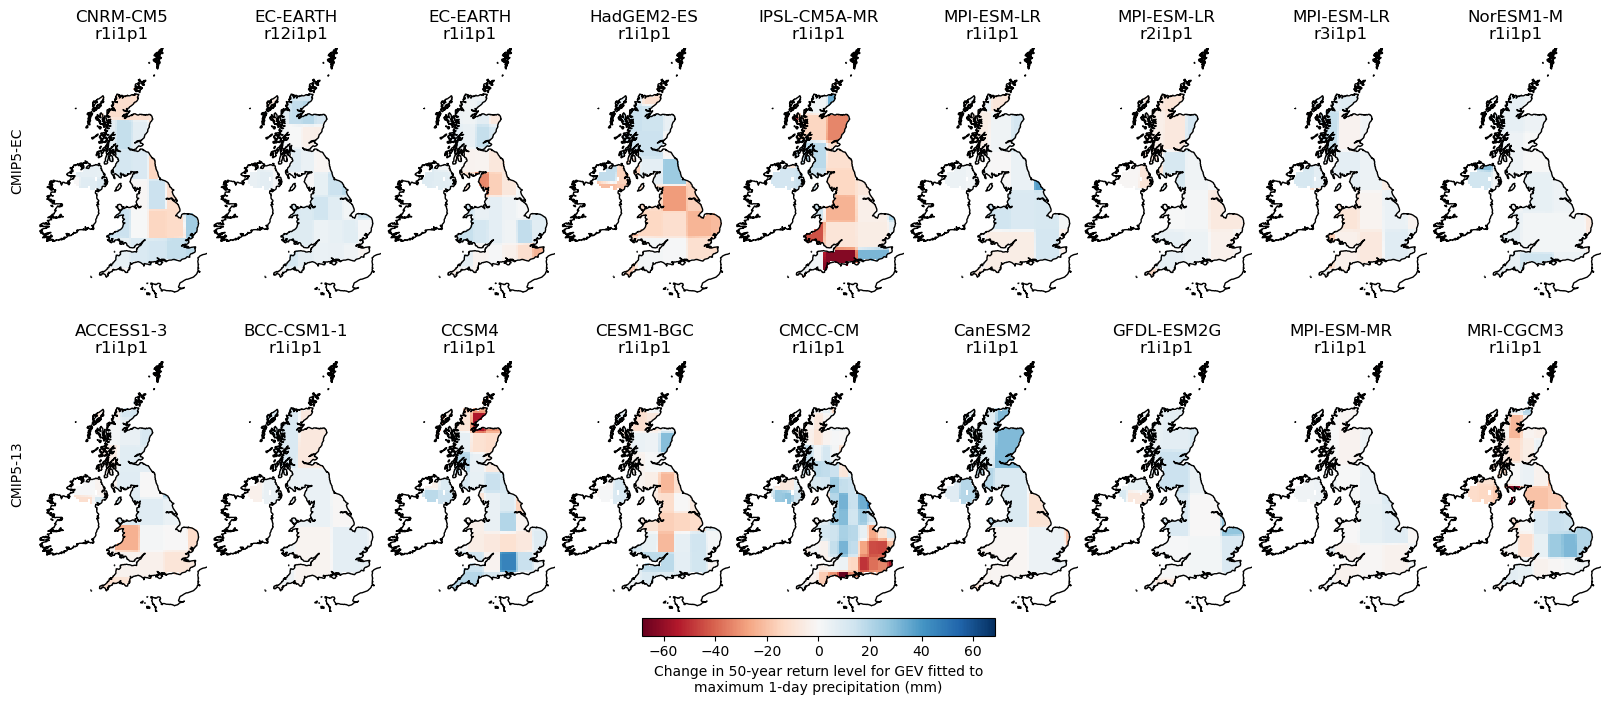 CNRM-CM5
r1i1p1
EC-EARTH
r12i1p1
EC-EARTH
r1i1p1
HadGEM2-ES
r1i1p1
IPSL-CM5A-MR
r1i1p1
MPI-ESM-LR
r1i1p1
MPI-ESM-LR
r2i1p1
MPI-ESM-LR
r3i1p1
NorESM1-M
r1i1p1
CMIP5-EC
ACCESS1-3
r1i1p1
BCC-CSM1-1
r1i1p1
CCSM4
r1i1p1
CESM1-BGC
r1i1p1
CMCC-CM
r1i1p1
CanESM2
r1i1p1
GFDL-ESM2G
r1i1p1
MPI-ESM-MR
r1i1p1
MRI-CGCM3
r1i1p1
CMIP5-13
−60 −40 −20 0 20 40 60
Change in 50-year return level for GEV fitted to
maximum 1-day precipitation (mm)